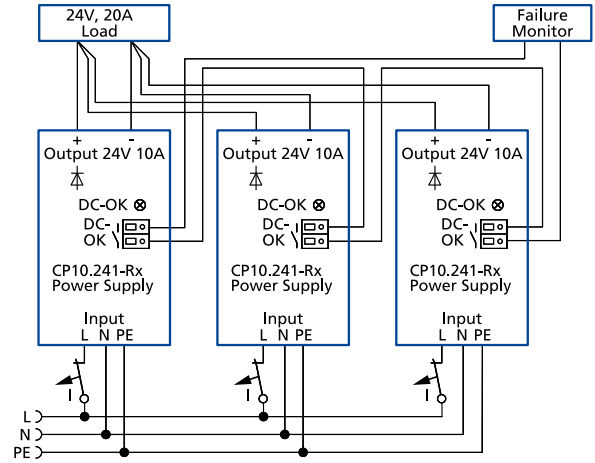 24V, 20A
Load
Failure
Monitor
+ -
Output 24V 10A
DC-OK
DC-
OK
CP10.241-Rx
Power Supply
Input
L N PE
I
+ -
Output 24V 10A
DC-OK
DC-
OK
CP10.241-Rx
Power Supply
Input
L N PE
I
+ -
Output 24V 10A
DC-OK
DC-
OK
CP10.241-Rx
Power Supply
Input
L N PE
I
L
N
PE